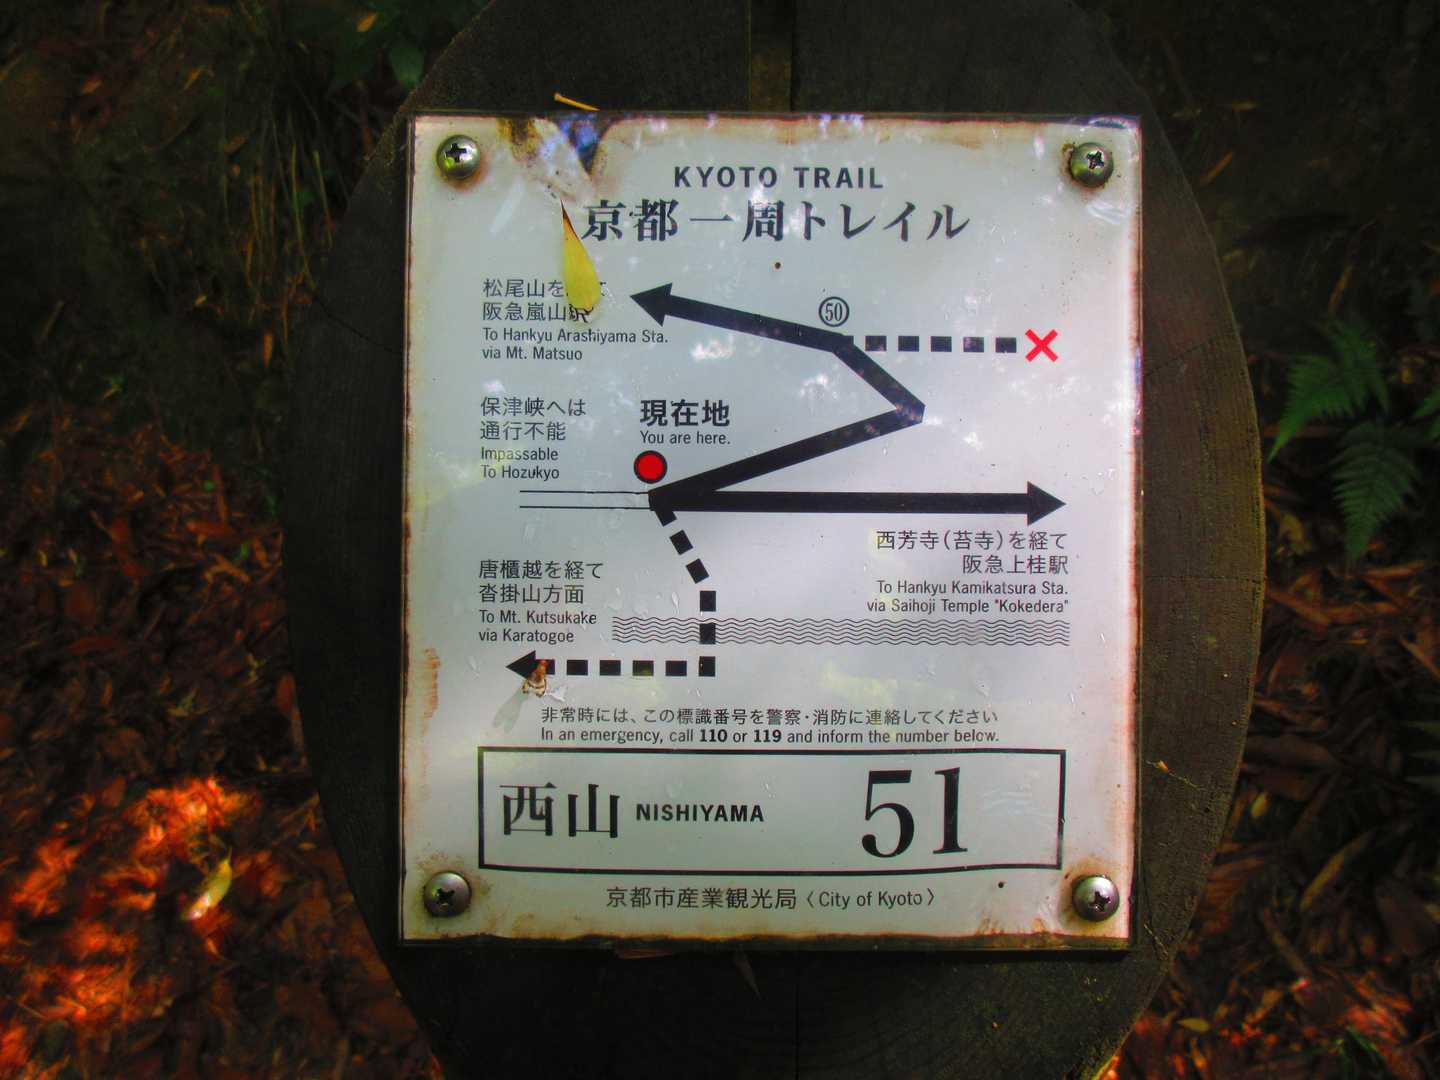 KYOTO TRAIL
京都一周トレイル
松尾山を
阪急嵐山駅
To Hankyu Arashiyama Sta.
via Mt. Matsuo
50
保津峡へは
通行不能
Impassable
To Hozukyo
現在地
You are here.
西芳寺(苔寺)を経て
阪急上桂駅
To Hankyu Kamikatsura Sta.
via Saihoji Temple "Kokedera"
唐櫃越を経て
沓掛山方面
To Mt. Kutsukake
via Karatogoe
非常時には、この標識番号を警察・消防に連絡してください
In an emergency, call 110 or 119 and inform the number below.
西山 NISHIYAMA 51
京都市産業観光局〈City of Kyoto〉